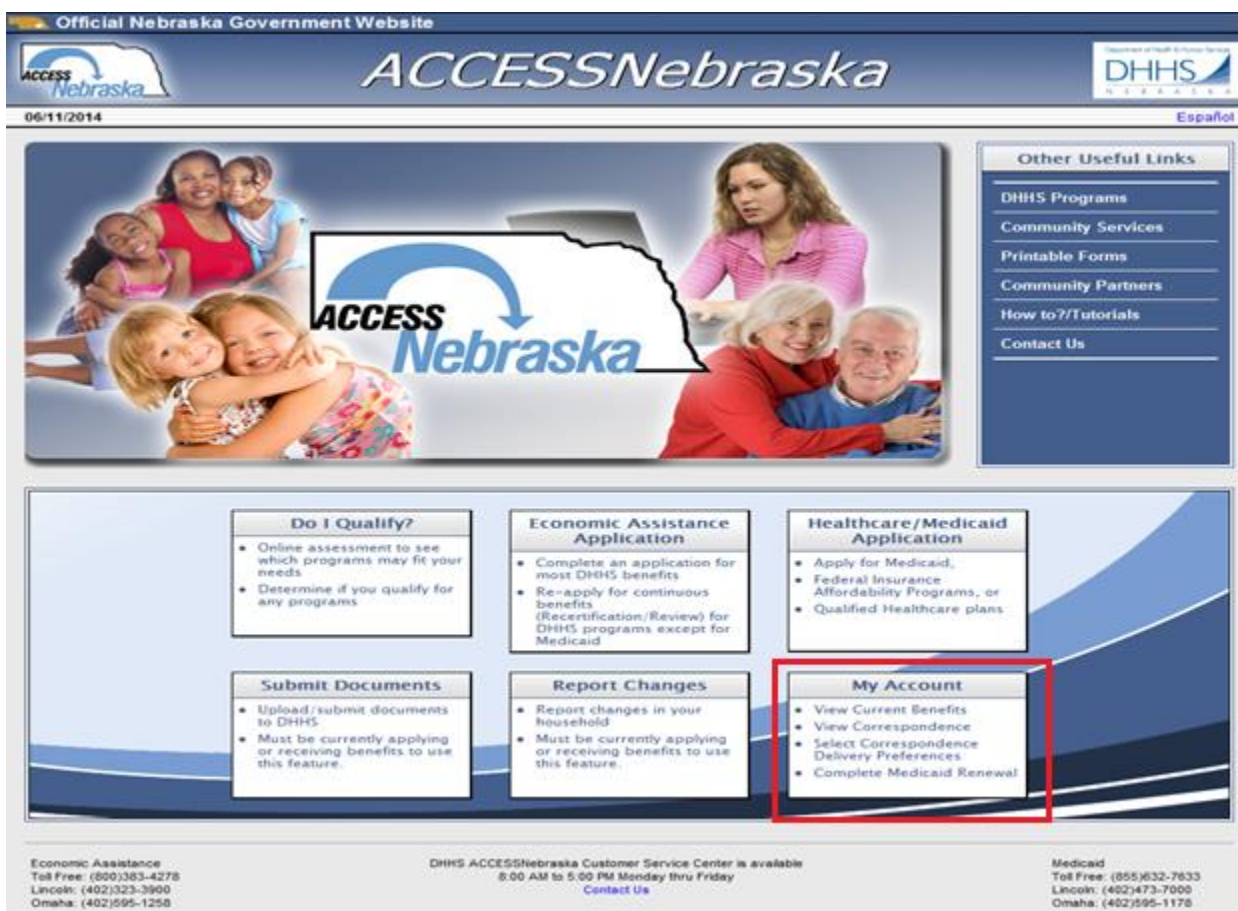 Official Nebraska Government Website
ACCESS
Nebraska
ACCESSNebraska
Department of Health & Human Services
DHHS
NEBRASKA
06/11/2014
Español
ACCESS
Nebraska
Other Useful Links
DHHS Programs
Community Services
Printable Forms
Community Partners
How to?/Tutorials
Contact Us
Do I Qualify?
• Online assessment to see
which programs may fit your
needs
• Determine if you qualify for
any programs
Economic Assistance
Application
• Complete an application for
most DHHS benefits
• Re-apply for continuous
benefits
(Recertification/Review) for
DHHS programs except for
Medicaid
Healthcare/Medicaid
Application
• Apply for Medicaid,
• Federal Insurance
Affordability Programs, or
• Qualified Healthcare plans
Submit Documents
• Upload/submit documents
to DHHS
• Must be currently applying
or receiving benefits to use
this feature.
Report Changes
• Report changes in your
household
• Must be currently applying
or receiving benefits to use
this feature.
My Account
• View Current Benefits
• View Correspondence
• Select Correspondence
Delivery Preferences
• Complete Medicaid Renewal
Economic Assistance
Toll Free: (800)383-4278
Lincoln: (402)323-3900
Omaha: (402)595-1258
DHHS ACCESSNebraska Customer Service Center is available
8:00 AM to 5:00 PM Monday thru Friday
Contact Us
Medicaid
Toll Free: (855)632-7633
Lincoln: (402)473-7000
Omaha: (402)595-1178